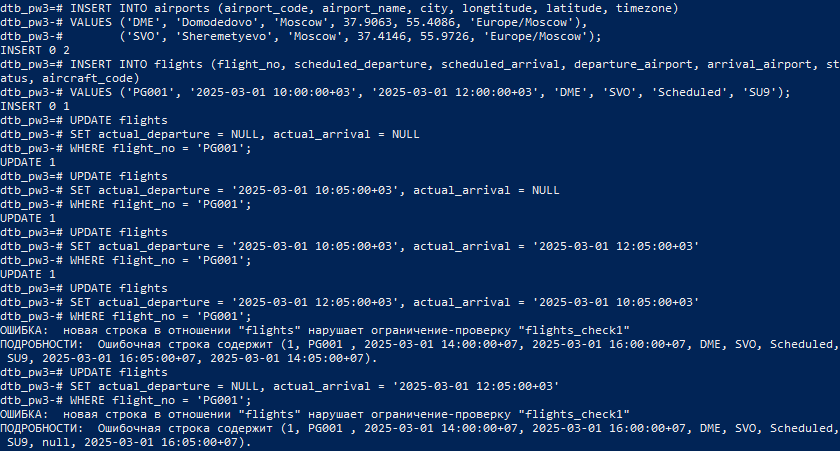 dtb_pw3=# INSERT INTO airports (airport_code, airport_name, city, longtitude, latitude, timezone)
dtb_pw3-# VALUES ('DME', 'Domodedovo', 'Moscow', 37.9063, 55.4086, 'Europe/Moscow'),
dtb_pw3-#        ('SVO', 'Sheremetyevo', 'Moscow', 37.4146, 55.9726, 'Europe/Moscow');
INSERT 0 2
dtb_pw3=# INSERT INTO flights (flight_no, scheduled_departure, scheduled_arrival, departure_airport, arrival_airport, st
atus, aircraft_code)
dtb_pw3-# VALUES ('PG001', '2025-03-01 10:00:00+03', '2025-03-01 12:00:00+03', 'DME', 'SVO', 'Scheduled', 'SU9');
INSERT 0 1
dtb_pw3=# UPDATE flights
dtb_pw3-# SET actual_departure = NULL, actual_arrival = NULL
dtb_pw3-# WHERE flight_no = 'PG001';
UPDATE 1
dtb_pw3=# UPDATE flights
dtb_pw3-# SET actual_departure = '2025-03-01 10:05:00+03', actual_arrival = NULL
dtb_pw3-# WHERE flight_no = 'PG001';
UPDATE 1
dtb_pw3=# UPDATE flights
dtb_pw3-# SET actual_departure = '2025-03-01 10:05:00+03', actual_arrival = '2025-03-01 12:05:00+03'
dtb_pw3-# WHERE flight_no = 'PG001';
UPDATE 1
dtb_pw3=# UPDATE flights
dtb_pw3-# SET actual_departure = '2025-03-01 12:05:00+03', actual_arrival = '2025-03-01 10:05:00+03'
dtb_pw3-# WHERE flight_no = 'PG001';
ОШИБКА:  новая строка в отношении "flights" нарушает ограничение-проверку "flights_check1"
ПОДРОБНОСТИ:  Ошибочная строка содержит (1, PG001 , 2025-03-01 14:00:00+07, 2025-03-01 16:00:00+07, DME, SVO, Scheduled,
 SU9, 2025-03-01 16:05:00+07, 2025-03-01 14:05:00+07).
dtb_pw3=# UPDATE flights
dtb_pw3-# SET actual_departure = NULL, actual_arrival = '2025-03-01 12:05:00+03'
dtb_pw3-# WHERE flight_no = 'PG001';
ОШИБКА:  новая строка в отношении "flights" нарушает ограничение-проверку "flights_check1"
ПОДРОБНОСТИ:  Ошибочная строка содержит (1, PG001 , 2025-03-01 14:00:00+07, 2025-03-01 16:00:00+07, DME, SVO, Scheduled,
 SU9, null, 2025-03-01 16:05:00+07).